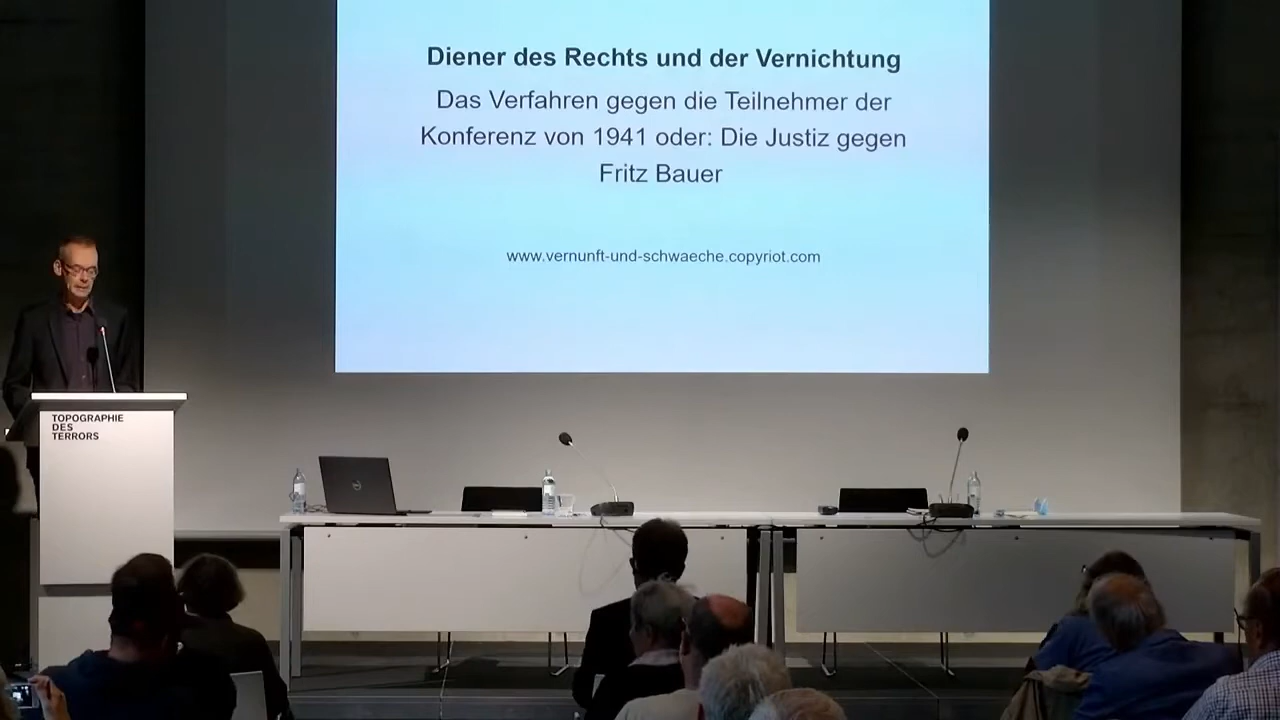 Diener des Rechts und der Vernichtung
Das Verfahren gegen die Teilnehmer der
Konferenz von 1941 oder: Die Justiz gegen
Fritz Bauer
www.vernunft-und-schwaeche.copyriot.com
TOPOGRAPHIE
DES
TERRORS